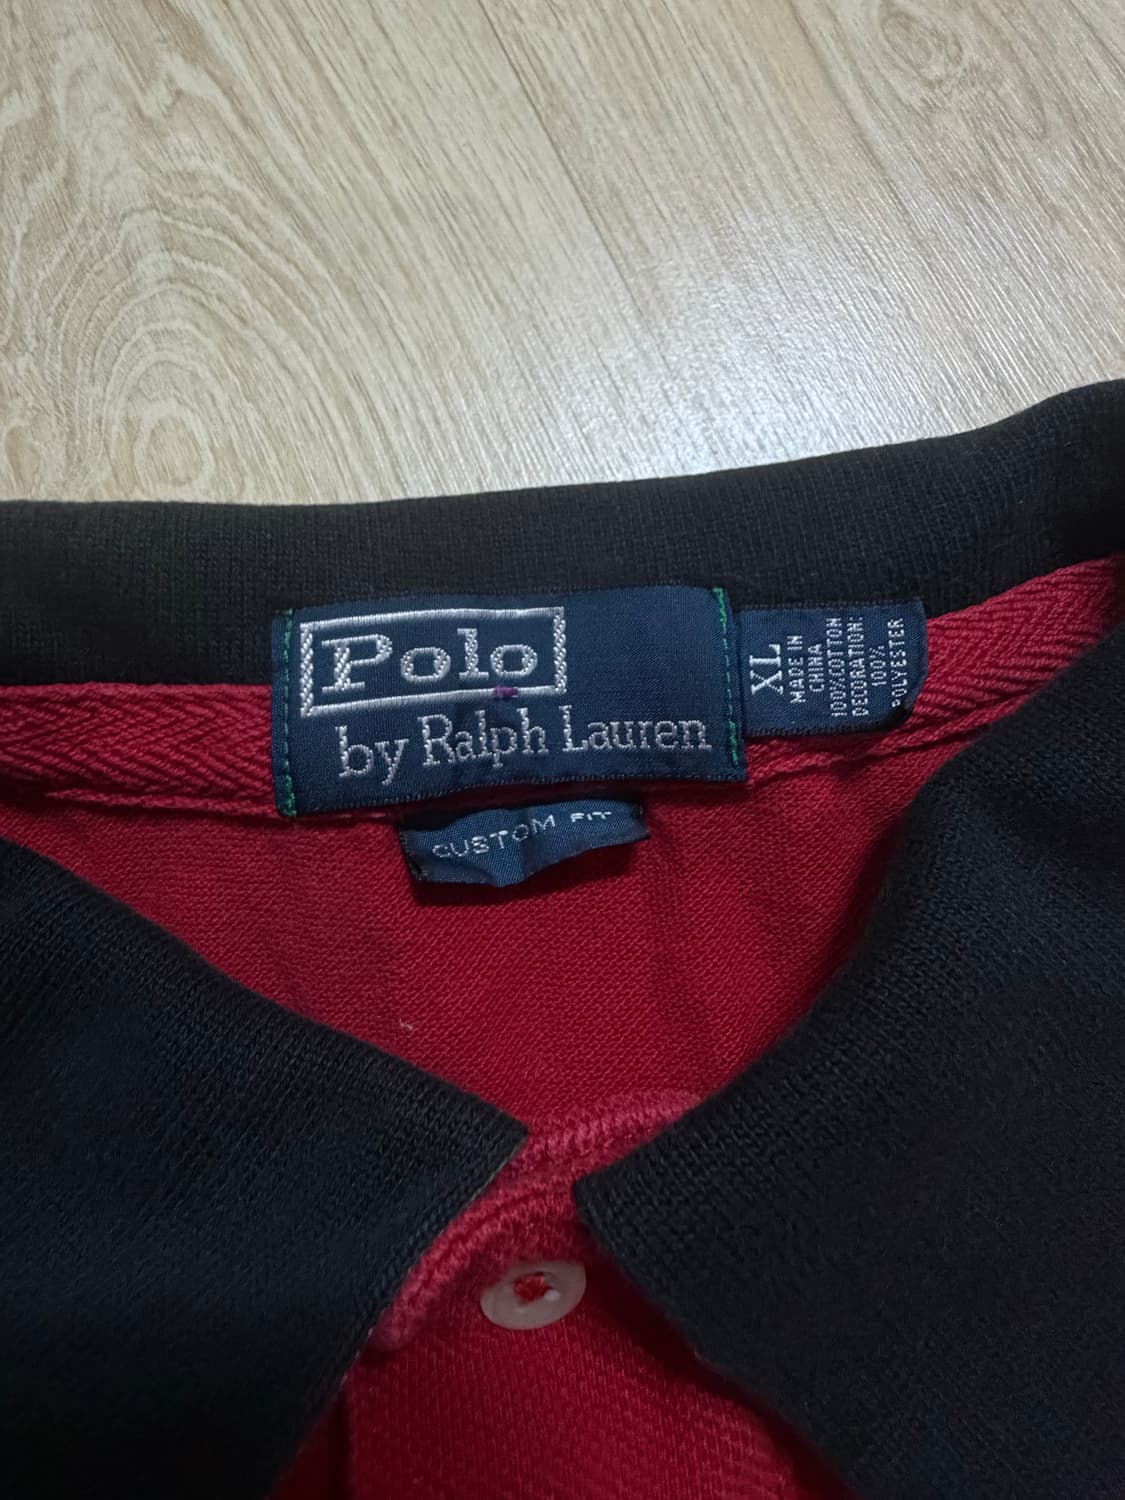 Polo
by Ralph Lauren
XL
MADE IN
CHINA
100%COTTON
DECORATION:
100%
POLYESTER
CUSTOM FIT